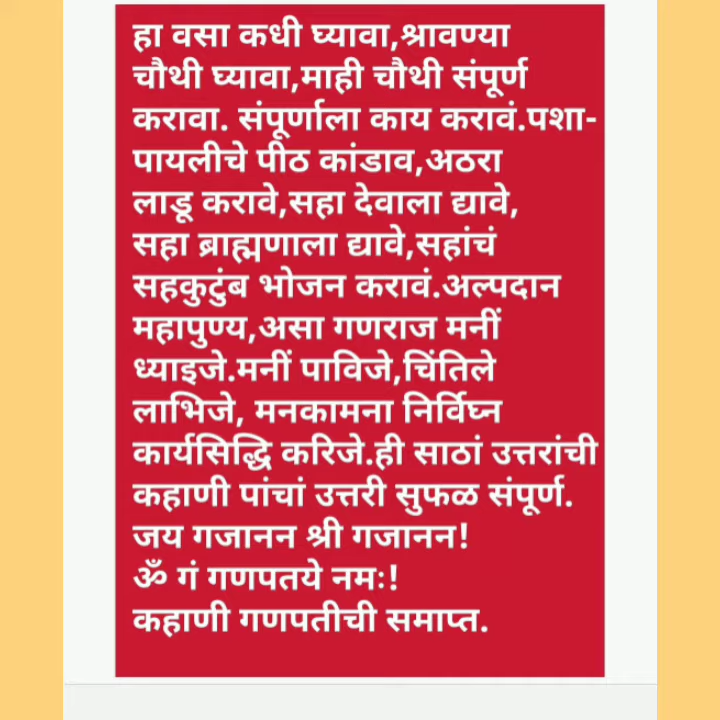 हा वसा कधी घ्यावा,श्रावण्या
चौथी घ्यावा,माही चौथी संपूर्ण
करावा. संपूर्णाला काय करावं.पशा-
पायलीचे पीठ कांडाव,अठरा
लाडू करावे,सहा देवाला द्यावे,
सहा ब्राह्मणाला द्यावे,सहांचं
सहकुटुंब भोजन करावं.अल्पदान
महापुण्य,असा गणराज मनीं
ध्याइजे.मनीं पाविजे,चिंतिले
लाभिजे, मनकामना निर्विघ्न
कार्यसिद्धि करिजे.ही साठां उत्तरांची
कहाणी पांचां उत्तरी सुफळ संपूर्ण.
जय गजानन श्री गजानन!
ॐ गं गणपतये नमः!
कहाणी गणपतीची समाप्त.